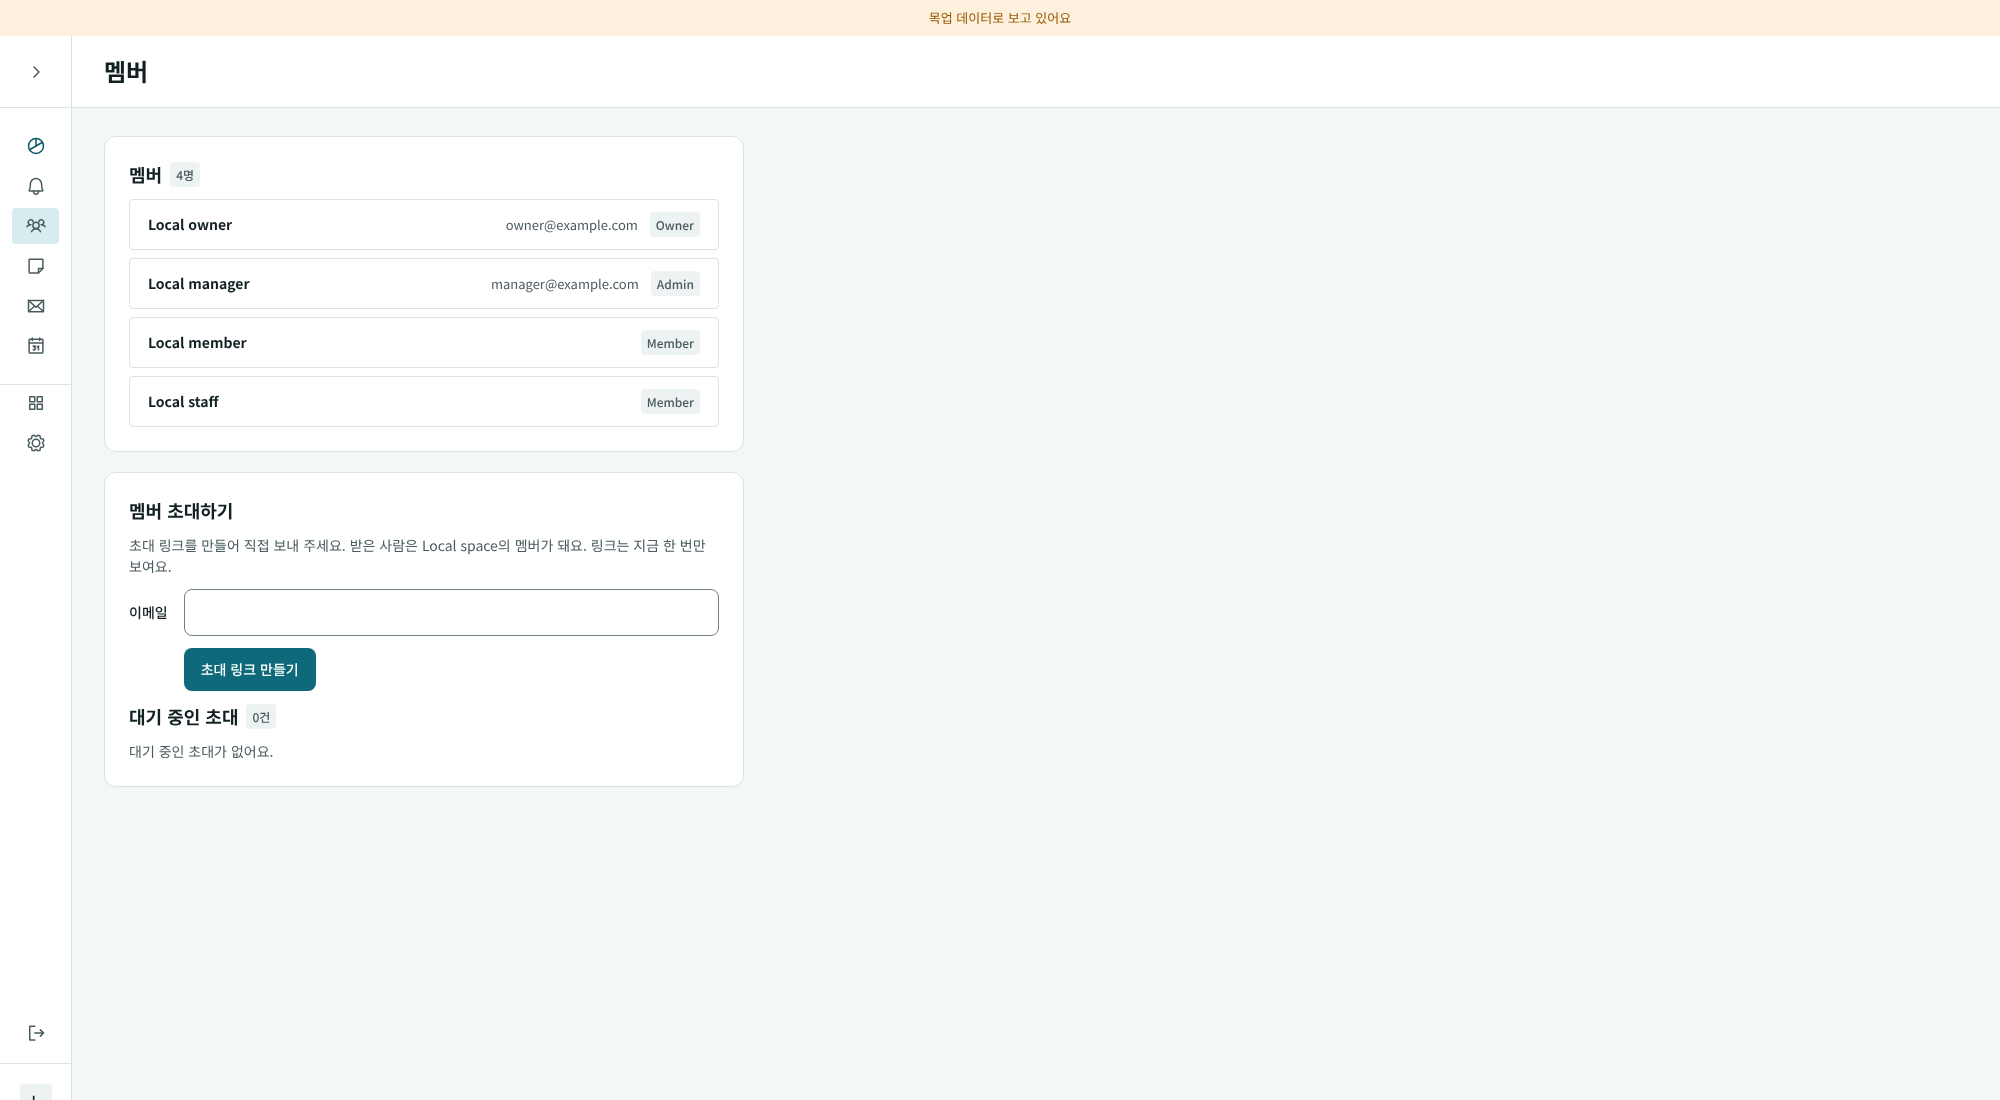 목업 데이터로 보고 있어요
멤버
멤버 4명
Local owner owner@example.com Owner
Local manager manager@example.com Admin
Local member Member
Local staff Member
멤버 초대하기
초대 링크를 만들어 직접 보내 주세요. 받은 사람은 Local space의 멤버가 돼요. 링크는 지금 한 번만
보여요.
이메일
초대 링크 만들기
대기 중인 초대 0건
대기 중인 초대가 없어요.
31